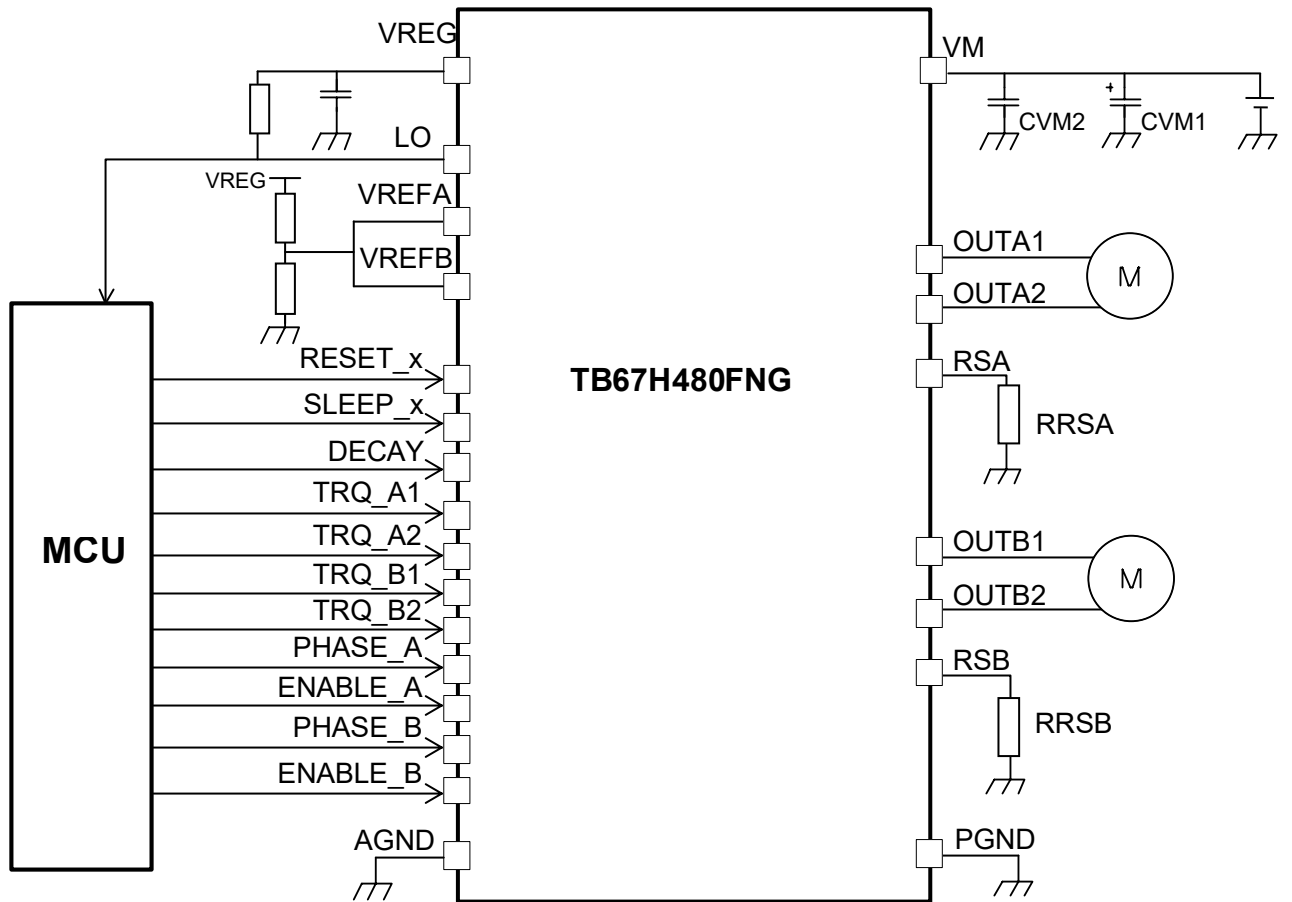 VREG
VM
CVM2
CVM1
LO
VREG
VREFA
VREFB
OUTA1
M
OUTA2
RESET_x
RSA
TB67H480FNG
SLEEP_x
RRSA
DECAY
TRQ_A1
MCU
TRQ_A2
OUTB1
TRQ_B1
M
TRQ_B2
OUTB2
PHASE_A
RSB
ENABLE_A
PHASE_B
RRSB
ENABLE_B
AGND
PGND